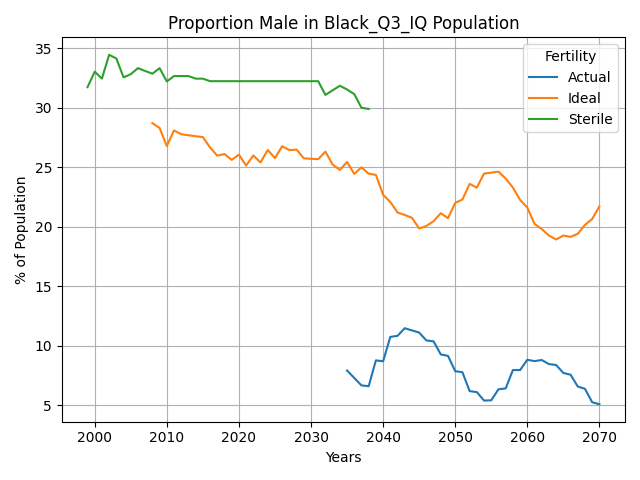 Proportion Male in Black_Q3_IQ Population
Fertility
Actual
Ideal
Sterile
% of Population
35
30
25
20
15
10
5
2000 2010 2020 2030 2040 2050 2060 2070
Years